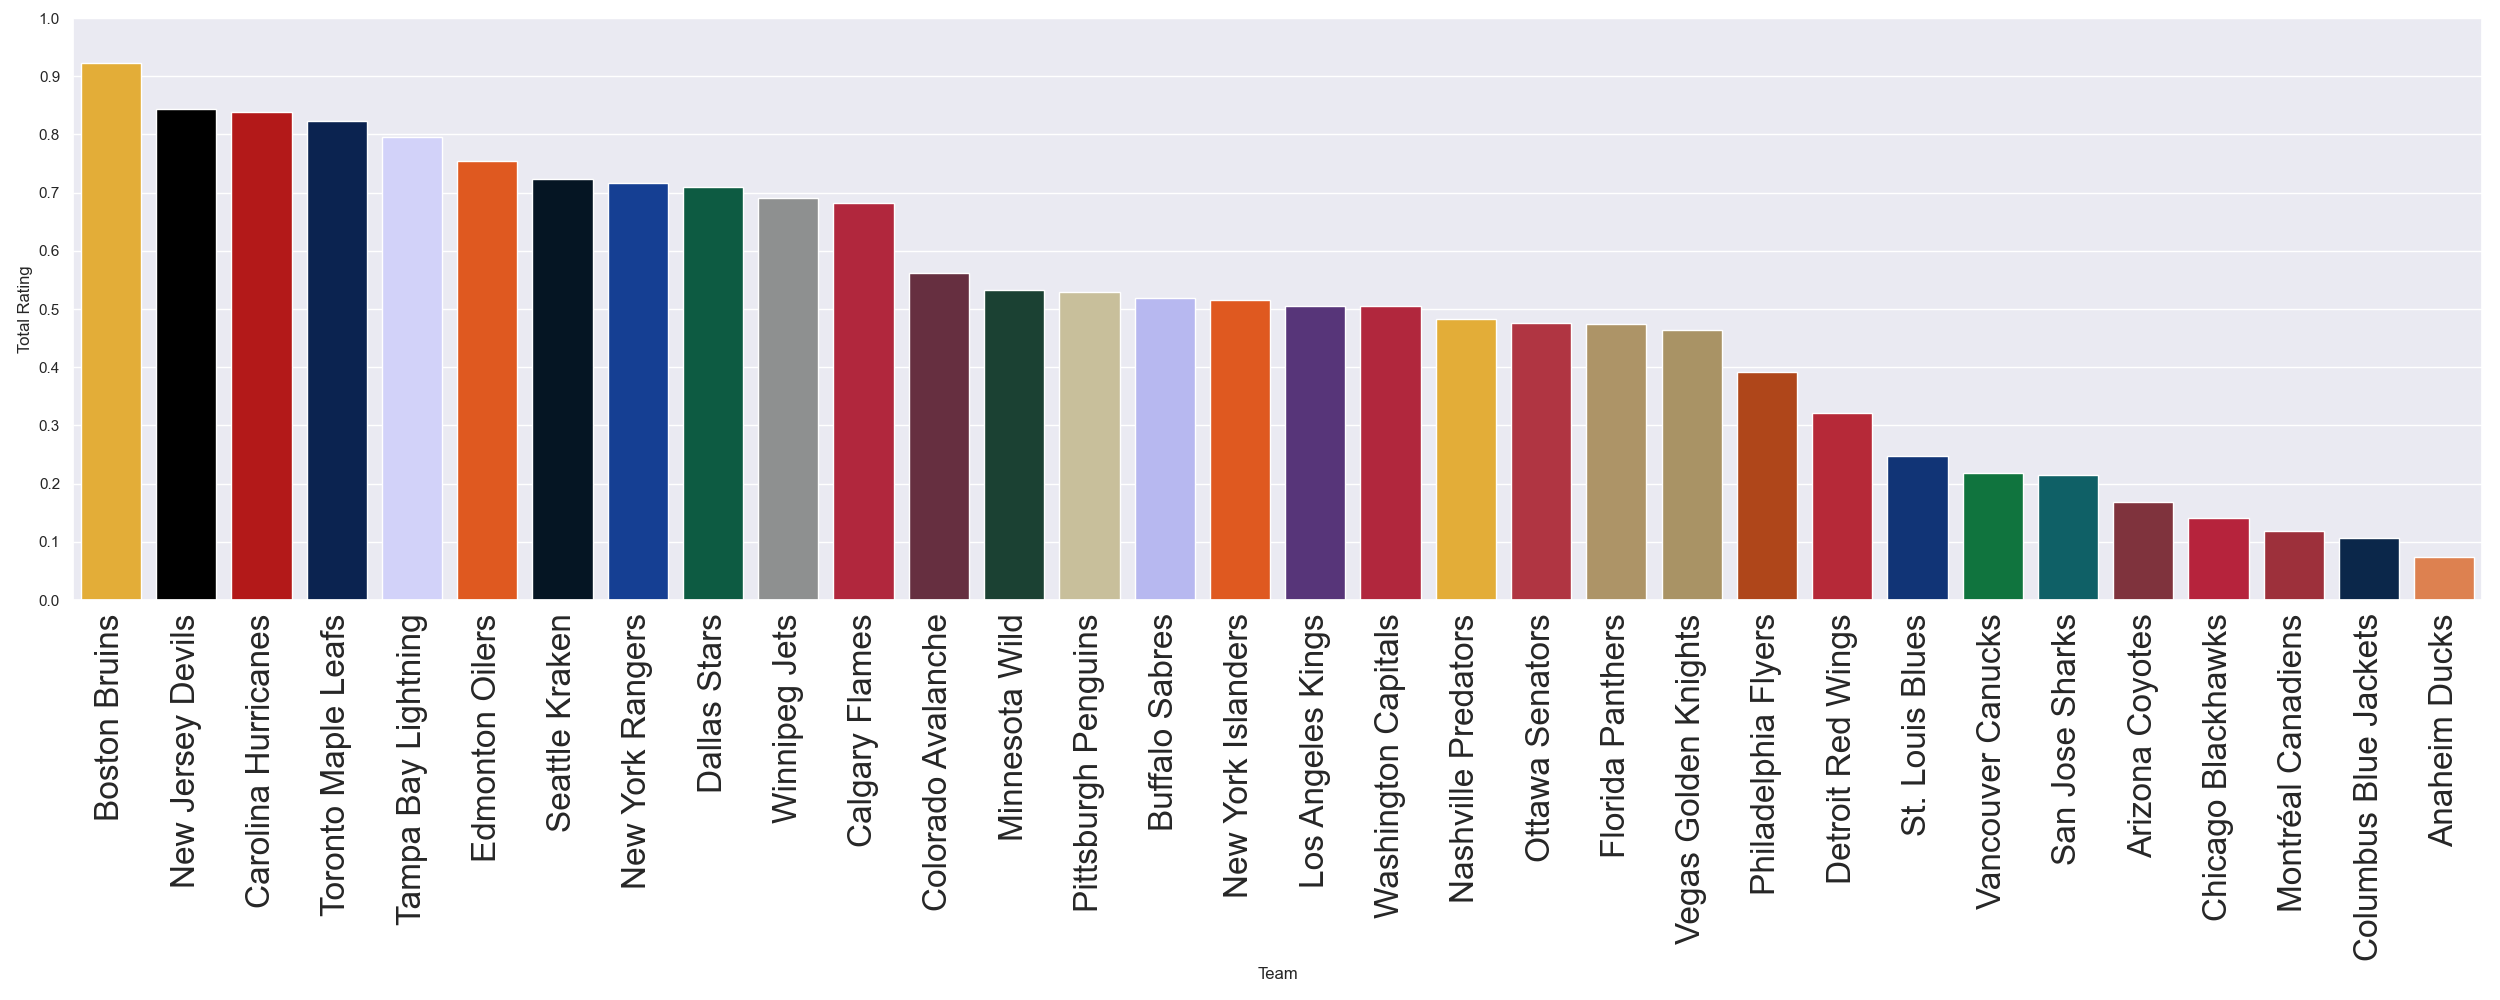 1.0
0.9
0.8
0.7
0.6
0.5
0.4
0.3
0.2
0.1
0.0
Total Rating
Boston Bruins
New Jersey Devils
Carolina Hurricanes
Toronto Maple Leafs
Tampa Bay Lightning
Edmonton Oilers
Seattle Kraken
New York Rangers
Dallas Stars
Winnipeg Jets
Calgary Flames
Colorado Avalanche
Minnesota Wild
Pittsburgh Penguins
Buffalo Sabres
New York Islanders
Los Angeles Kings
Washington Capitals
Nashville Predators
Ottawa Senators
Florida Panthers
Vegas Golden Knights
Philadelphia Flyers
Detroit Red Wings
St. Louis Blues
Vancouver Canucks
San Jose Sharks
Arizona Coyotes
Chicago Blackhawks
Montréal Canadiens
Columbus Blue Jackets
Anaheim Ducks
Team